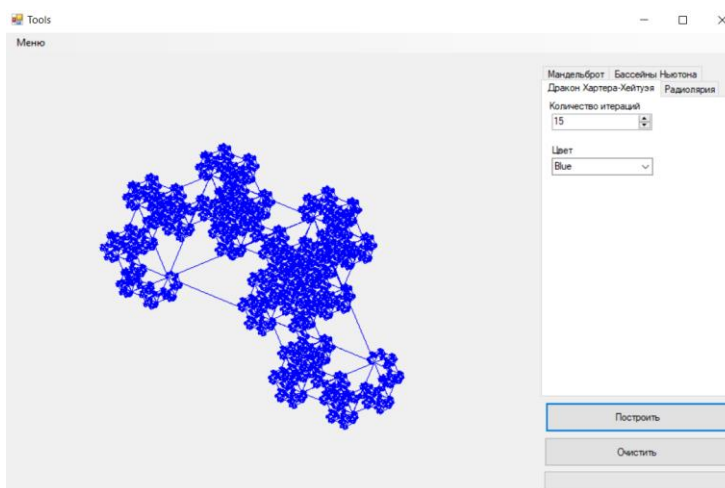 Tools
Меню
Мандельброт Бассейны Ньютона
Дракон Хартера-Хейтуэя Радиолярия
Количество итераций
15
Цвет
Blue
Построить
Очистить